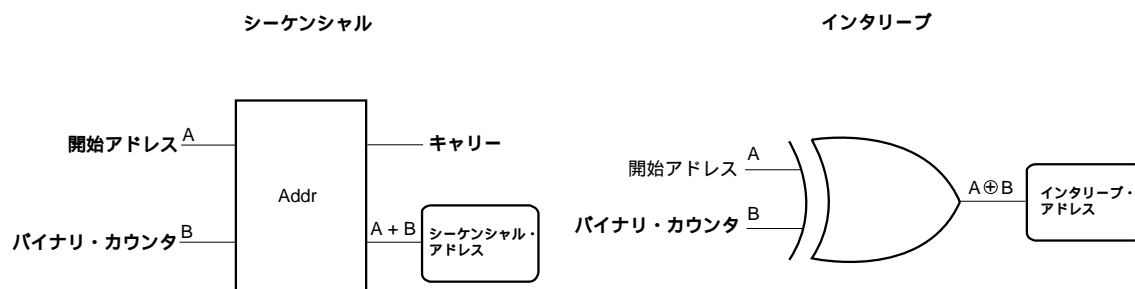 シーケンシャル
開始アドレス A
バイナリ・カウンタ B
Addr
キャリー
A + B
シーケンシャル・
アドレス
インタリーブ
開始アドレス A
バイナリ・カウンタ B
A⊕B
インタリーブ・
アドレス